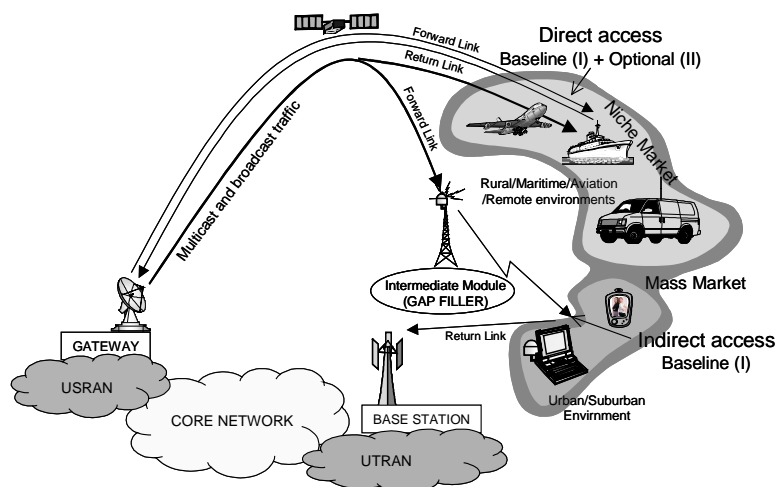 Forward Link
Return Link
Forward Link
Multicast and broadcast traffic
Direct access
Baseline (I) + Optional (II)
Niche Market
Rural/Maritime/Aviation
/Remote environments
Intermediate Module
(GAP FILLER)
Mass Market
Return Link
Indirect access
Baseline (I)
Urban/Suburban
Envirnment
GATEWAY
USRAN
CORE NETWORK
BASE STATION
UTRAN